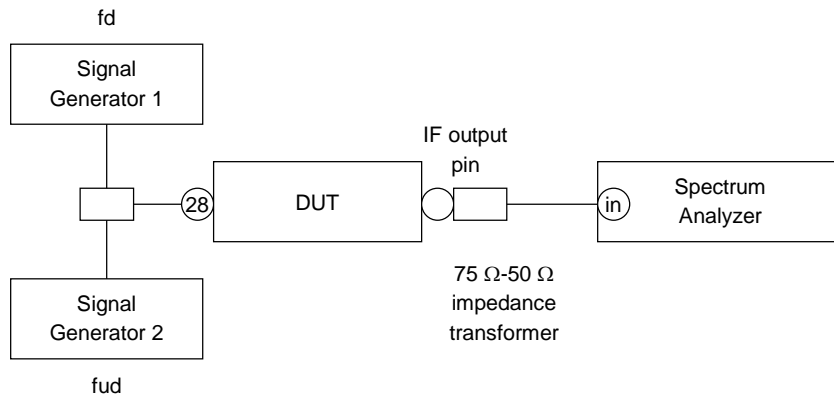 fd
Signal
Generator 1
IF output
pin
28
DUT
in
Spectrum
Analyzer
75 Ω-50 Ω
impedance
transformer
Signal
Generator 2
fud